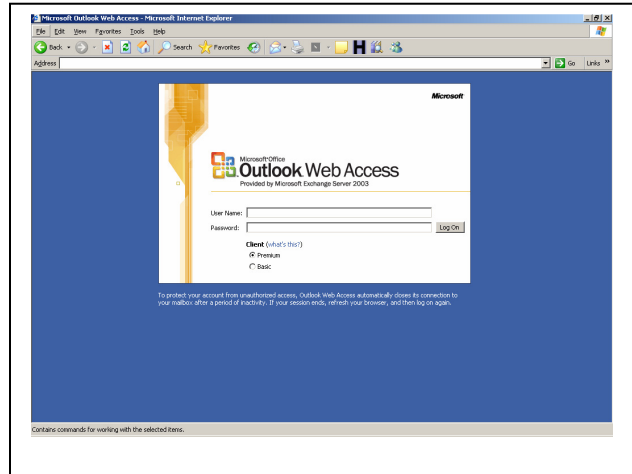 Microsoft Outlook Web Access - Microsoft Internet Explorer
File Edit View Favorites Tools Help
Back Search Favorites
Address Go Links »
Microsoft
Microsoft Office
Outlook Web Access
Provided by Microsoft Exchange Server 2003
User Name:
Password: Log On
Client (what's this?)
Premium
Basic
To protect your account from unauthorized access, Outlook Web Access automatically closes its connection to
your mailbox after a period of inactivity. If your session ends, refresh your browser, and then log on again.
Contains commands for working with the selected items.